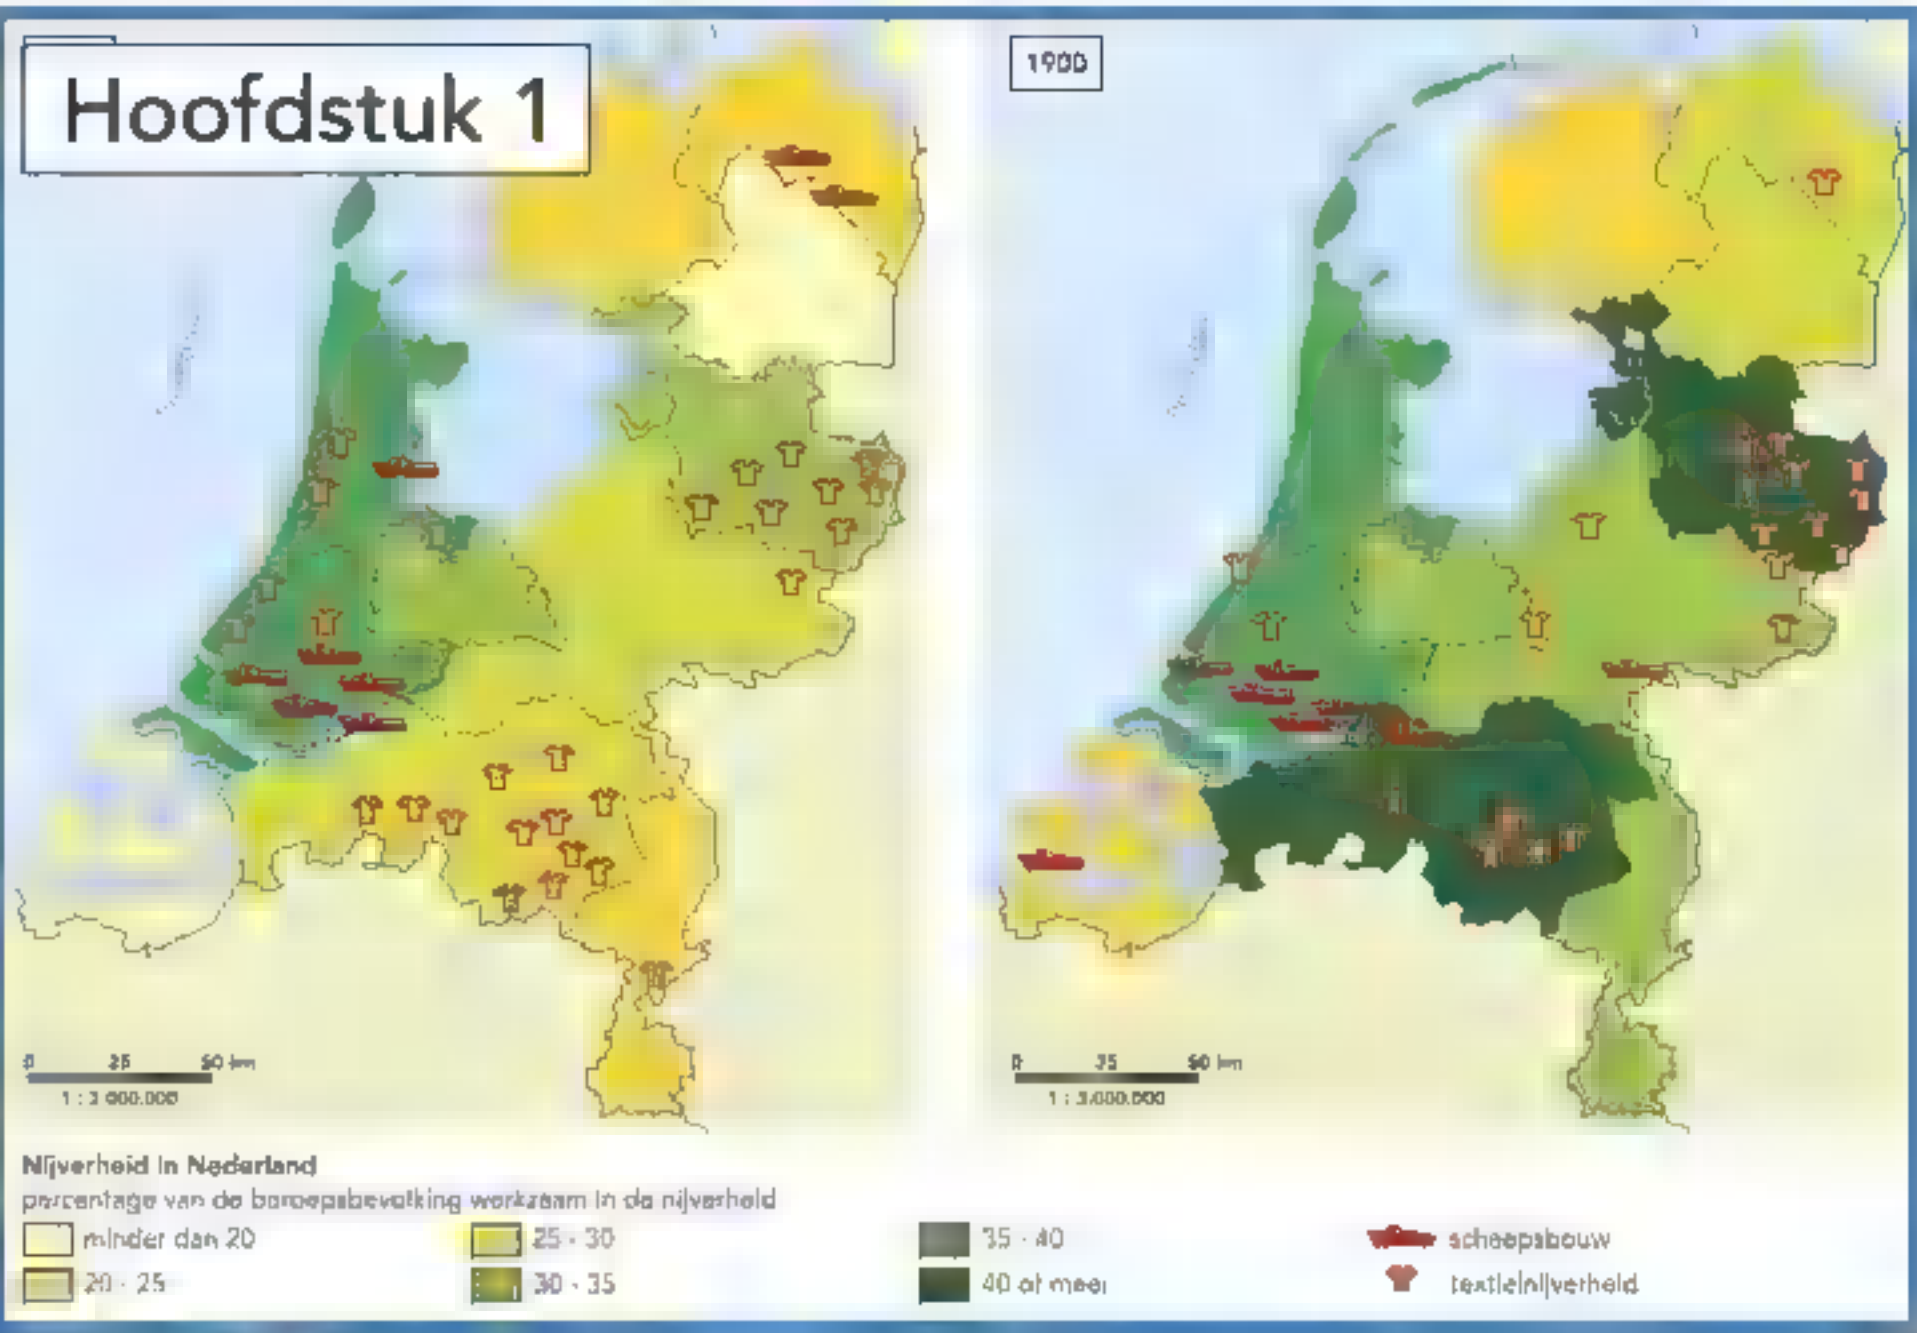 Hoofdstuk 1
1900
0 25 50 km
1 : 3 000.000
0 25 50 km
1 : 3.000.000
Nijverheid in Nederland
percentage van de beroepsbevolking werkzaam in de nijverheid
minder dan 20
20 - 25
25 - 30
30 - 35
35 - 40
40 of meer
scheepsbouw
textielnijverheid